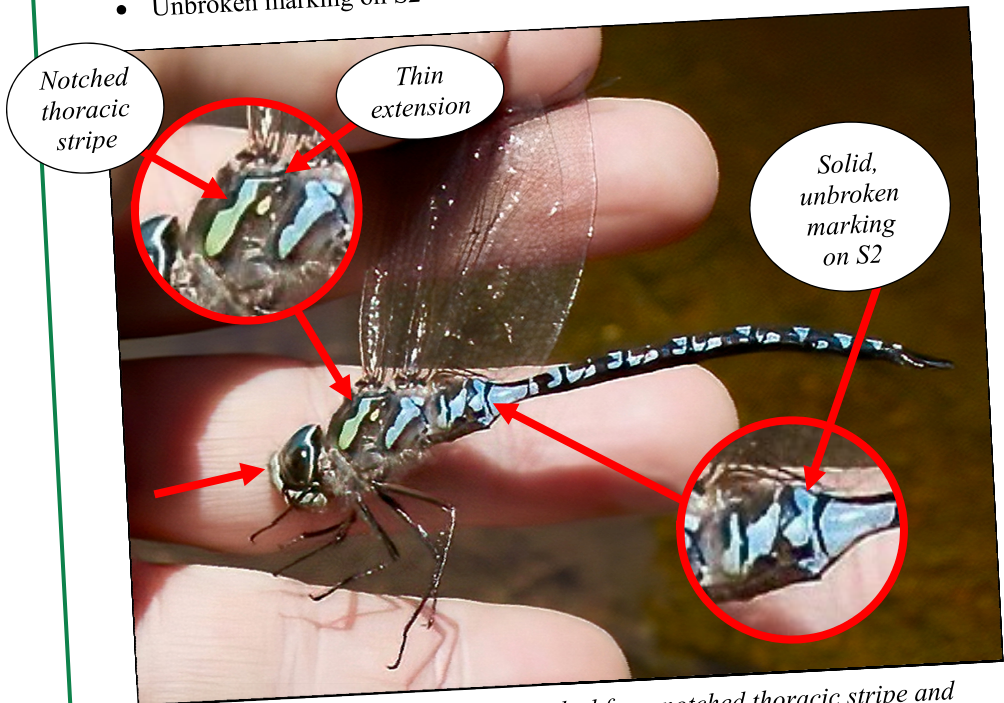 • Unbroken marking on S2
Notched
thoracic
stripe
Thin
extension
Solid,
unbroken
marking
on S2
notched thoracic stripe and